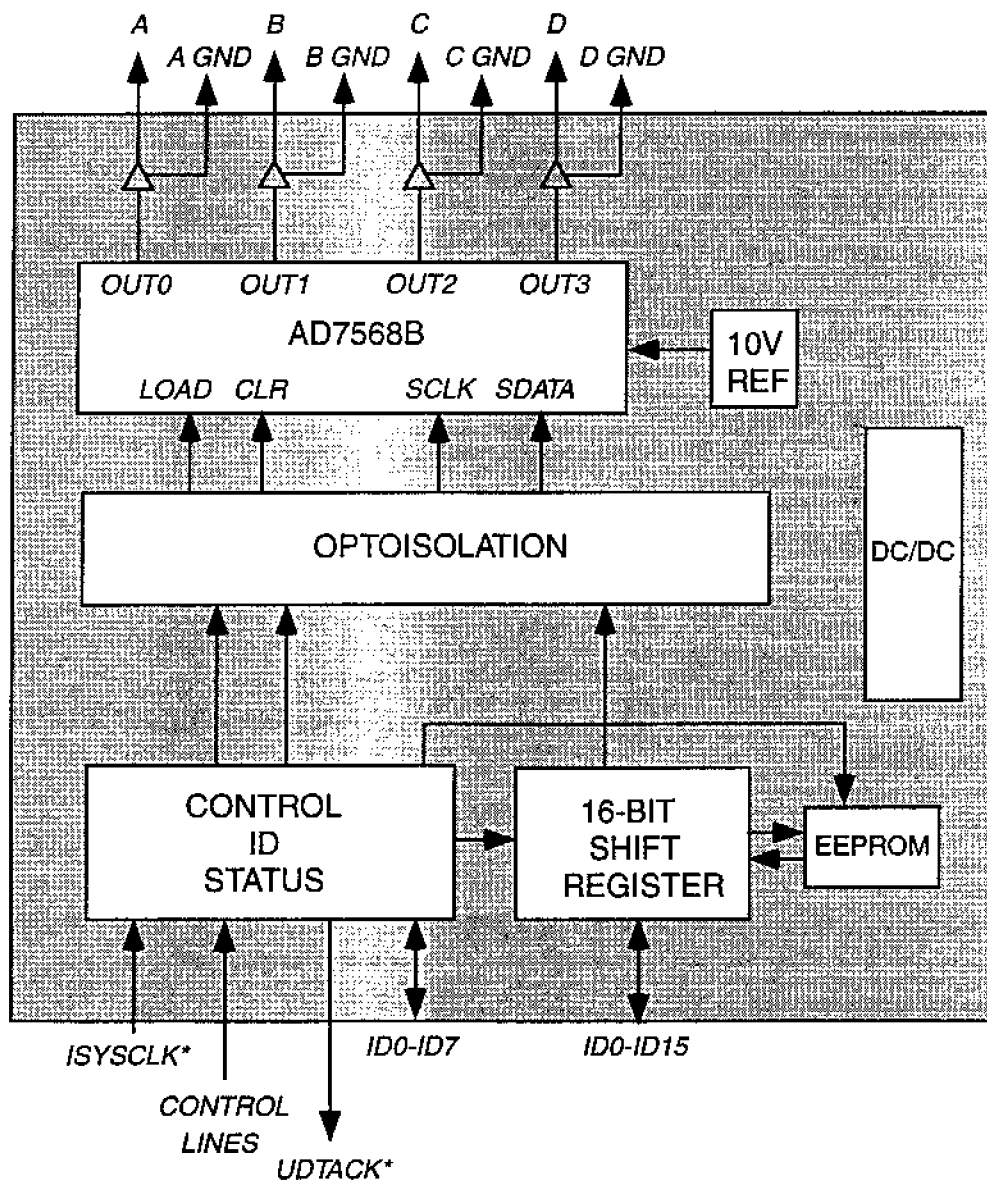 A B C D
A GND B GND C GND D GND
OUT0 OUT1 OUT2 OUT3
AD7568B
LOAD CLR SCLK SDATA
10V
REF
OPTOISOLATION
DC/DC
CONTROL
ID
STATUS
16-BIT
SHIFT
REGISTER
EEPROM
ISYSCLK*
ID0-ID7
ID0-ID15
CONTROL
LINES
UDTACK*